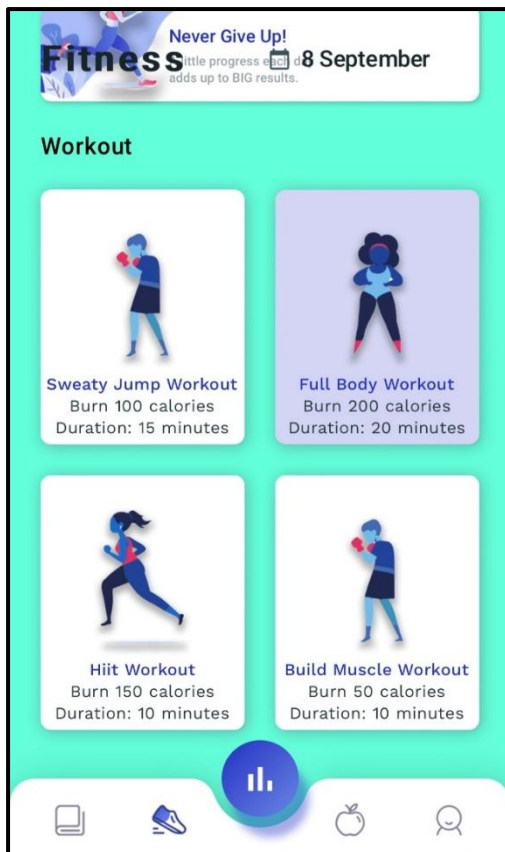 Never Give Up!
Fitness
8 September
little progress each d
adds up to BIG results.
Workout
Sweaty Jump Workout
Burn 100 calories
Duration: 15 minutes
Full Body Workout
Burn 200 calories
Duration: 20 minutes
Hiit Workout
Burn 150 calories
Duration: 10 minutes
Build Muscle Workout
Burn 50 calories
Duration: 10 minutes